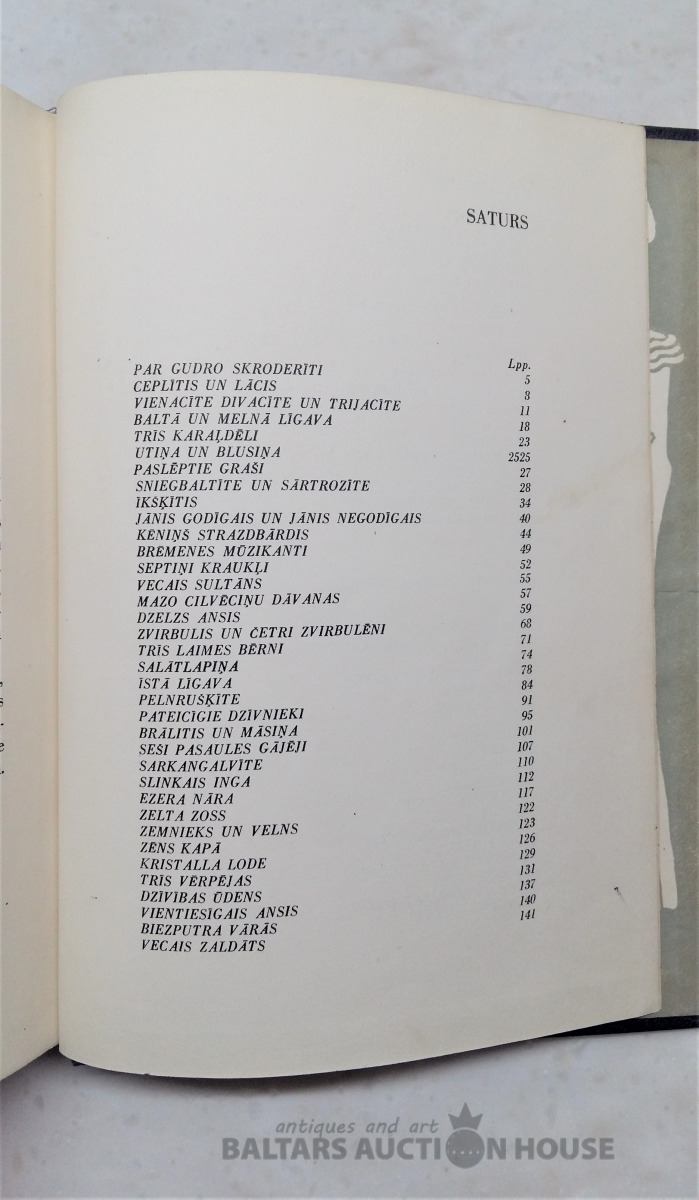 SATURS
Lpp.
PAR GUDRO SKRODERĪTI 5
CEPLĪTIS UN LĀCIS 8
VIENACĪTE DIVACĪTE UN TRIJACĪTE 11
BALTĀ UN MELNĀ LĪGAVA 18
TRĪS KARAĻDĒLI 23
UTIŅA UN BLUSIŅA 2525
PASLĒPTIE GRAŠI 27
SNIEGBALTĪTE UN SĀRTROZĪTE 28
ĪKŠĶĪTIS 34
JĀNIS GODĪGAIS UN JĀNIS NEGODĪGAIS 40
ĶĒNIŅŠ STRAZDBĀRDIS 44
BRĒMENES MŪZIKANTI 49
SEPTIŅI KRAUKĻI 52
VECAIS SULTĀNS 55
MAZO CILVĒCIŅU DĀVANAS 57
DZELZS ANSIS 59
ZVIRBULIS UN ČETRI ZVIRBULĒNI 68
TRĪS LAIMES BĒRNI 71
SALĀTLAPIŅA 74
ĪSTĀ LĪGAVA 78
PELNRUŠĶĪTE 84
PATEICĪGIE DZĪVNIEKI 91
BRĀLITIS UN MĀSIŅA 95
SEŠI PASAULES GĀJĒJI 101
SARKANGALVĪTE 107
SLINKAIS INGA 110
EZERA NĀRA 112
ZELTA ZOSS 117
ZEMNIEKS UN VELNS 122
ZĒNS KAPĀ 123
KRISTALLA LODE 126
TRĪS VĒRPĒJAS 129
DZĪVĪBAS ŪDENS 131
VIENTIESĪGAIS ANSIS 137
BIEZPUTRA VĀRĀS 140
VECAIS ZALDĀTS 141
antiques and art
BALTARS AUCTION HOUSE